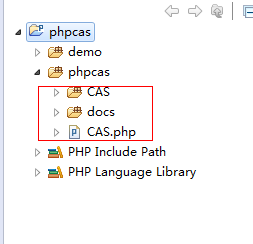 phpcas
demo
phpcas
CAS
docs
CAS.php
PHP Include Path
PHP Language Library